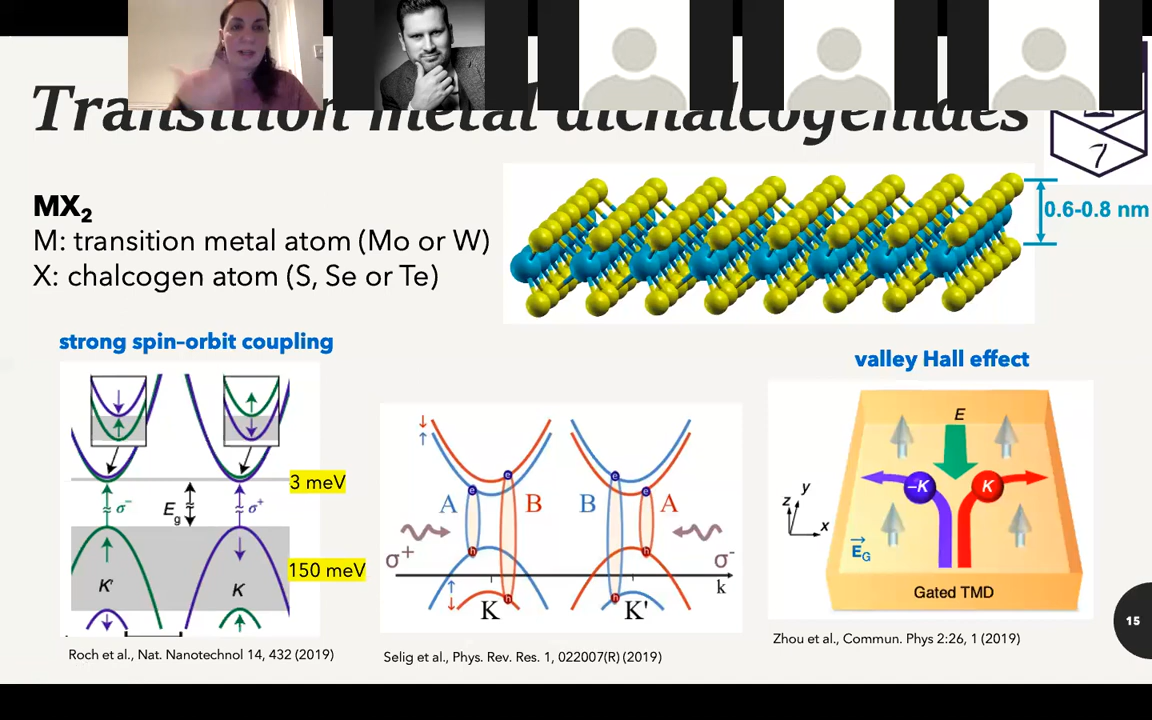 Transition metal dichalcogenides
7
MX2
M: transition metal atom (Mo or W)
X: chalcogen atom (S, Se or Te)
0.6-0.8 nm
strong spin-orbit coupling
valley Hall effect
3 meV
σ-
Eg
σ+
150 meV
K'
K
Roch et al., Nat. Nanotechnol 14, 432 (2019)
↓
↑
e
e
e
e
A
B
B
A
σ+
σ-
h
h
h
h
k
↑
↓
K
K'
Selig et al., Phys. Rev. Res. 1, 022007(R) (2019)
E
-K
K
y
z
x
EG
Gated TMD
Zhou et al., Commun. Phys 2:26, 1 (2019)
15